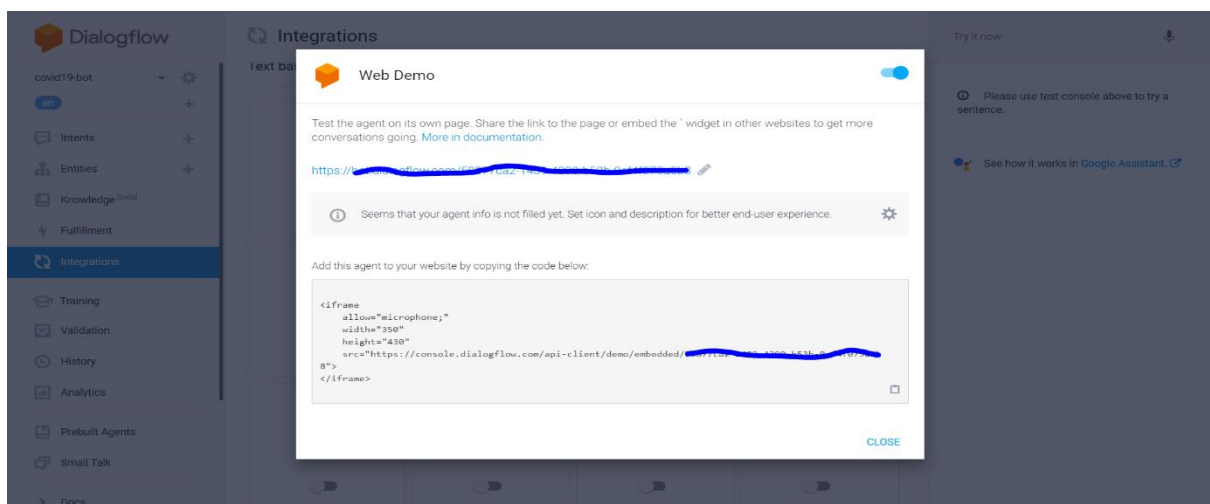 Dialogflow
Integrations
Try it now
covid19-bot
Text ba
Web Demo
en
Please use test console above to try a
sentence.
Test the agent on its own page. Share the link to the page or embed the ` widget in other websites to get more
conversations going. More in documentation.
Intents
Entities
https://
See how it works in Google Assistant.
Knowledge [beta]
Seems that your agent info is not filled yet. Set icon and description for better end-user experience.
Fulfillment
Integrations
Add this agent to your website by copying the code below:
Training
<iframe
allow="microphone;"
width="350"
Validation
height="430"
src="https://console.dialogflow.com/api-client/demo/embedded/
8">
History
</iframe>
Analytics
Prebuilt Agents
CLOSE
Small Talk
Docs